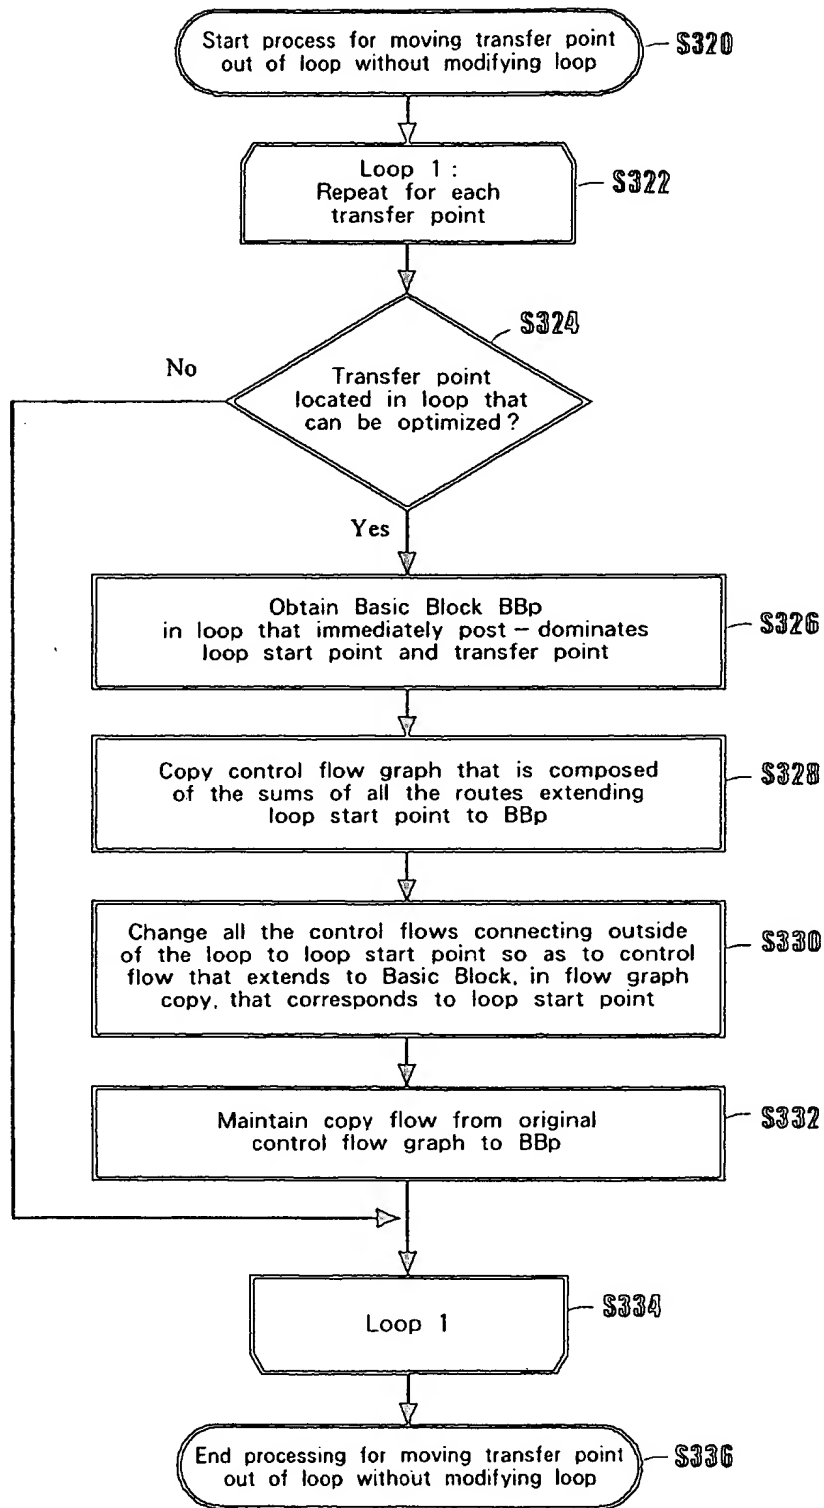 Start process for moving transfer point
out of loop without modifying loop
S320
Loop 1 :
Repeat for each
transfer point
S322
S324
No
Transfer point
located in loop that
can be optimized ?
Yes
Obtain Basic Block BBp
in loop that immediately post - dominates
loop start point and transfer point
S326
Copy control flow graph that is composed
of the sums of all the routes extending
loop start point to BBp
S328
Change all the control flows connecting outside
of the loop to loop start point so as to control
flow that extends to Basic Block, in flow graph
copy, that corresponds to loop start point
S330
Maintain copy flow from original
control flow graph to BBp
S332
Loop 1
S334
End processing for moving transfer point
out of loop without modifying loop
S336